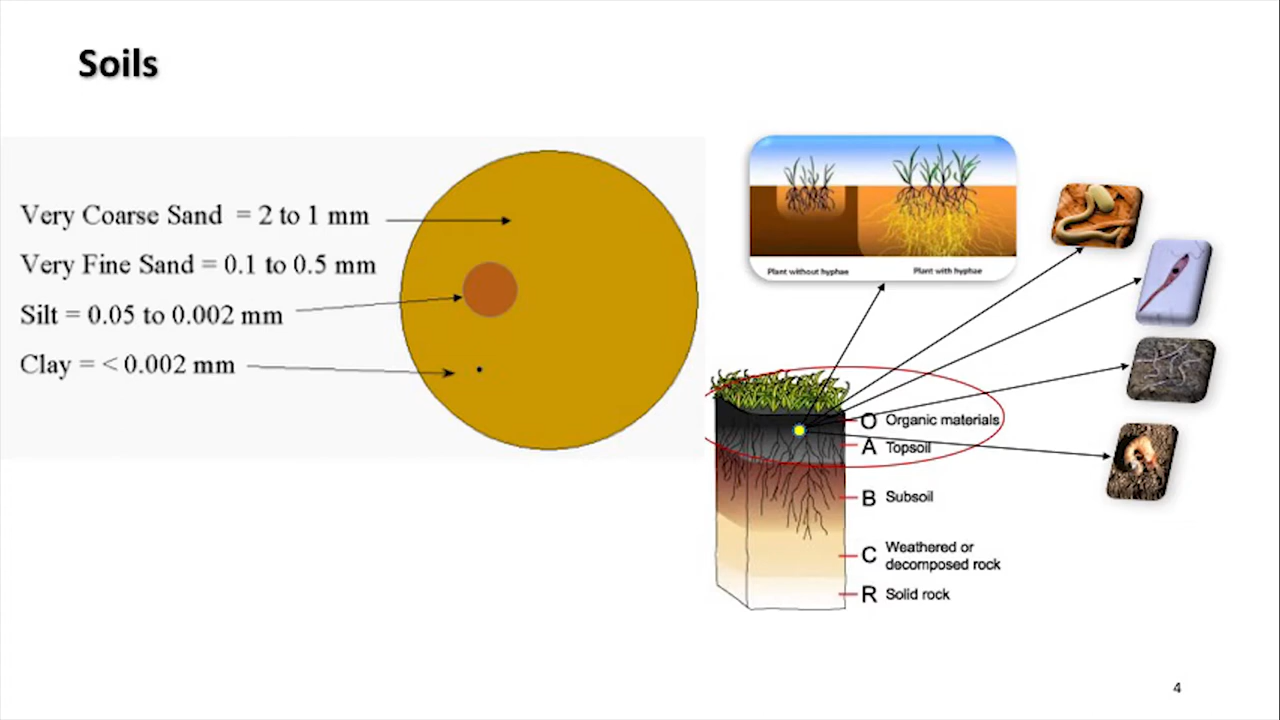 Soils
Very Coarse Sand = 2 to 1 mm
Very Fine Sand = 0.1 to 0.5 mm
Silt = 0.05 to 0.002 mm
Clay = < 0.002 mm
Plant without hyphae
Plant with hyphae
O Organic materials
A Topsoil
B Subsoil
C Weathered or
decomposed rock
R Solid rock
4